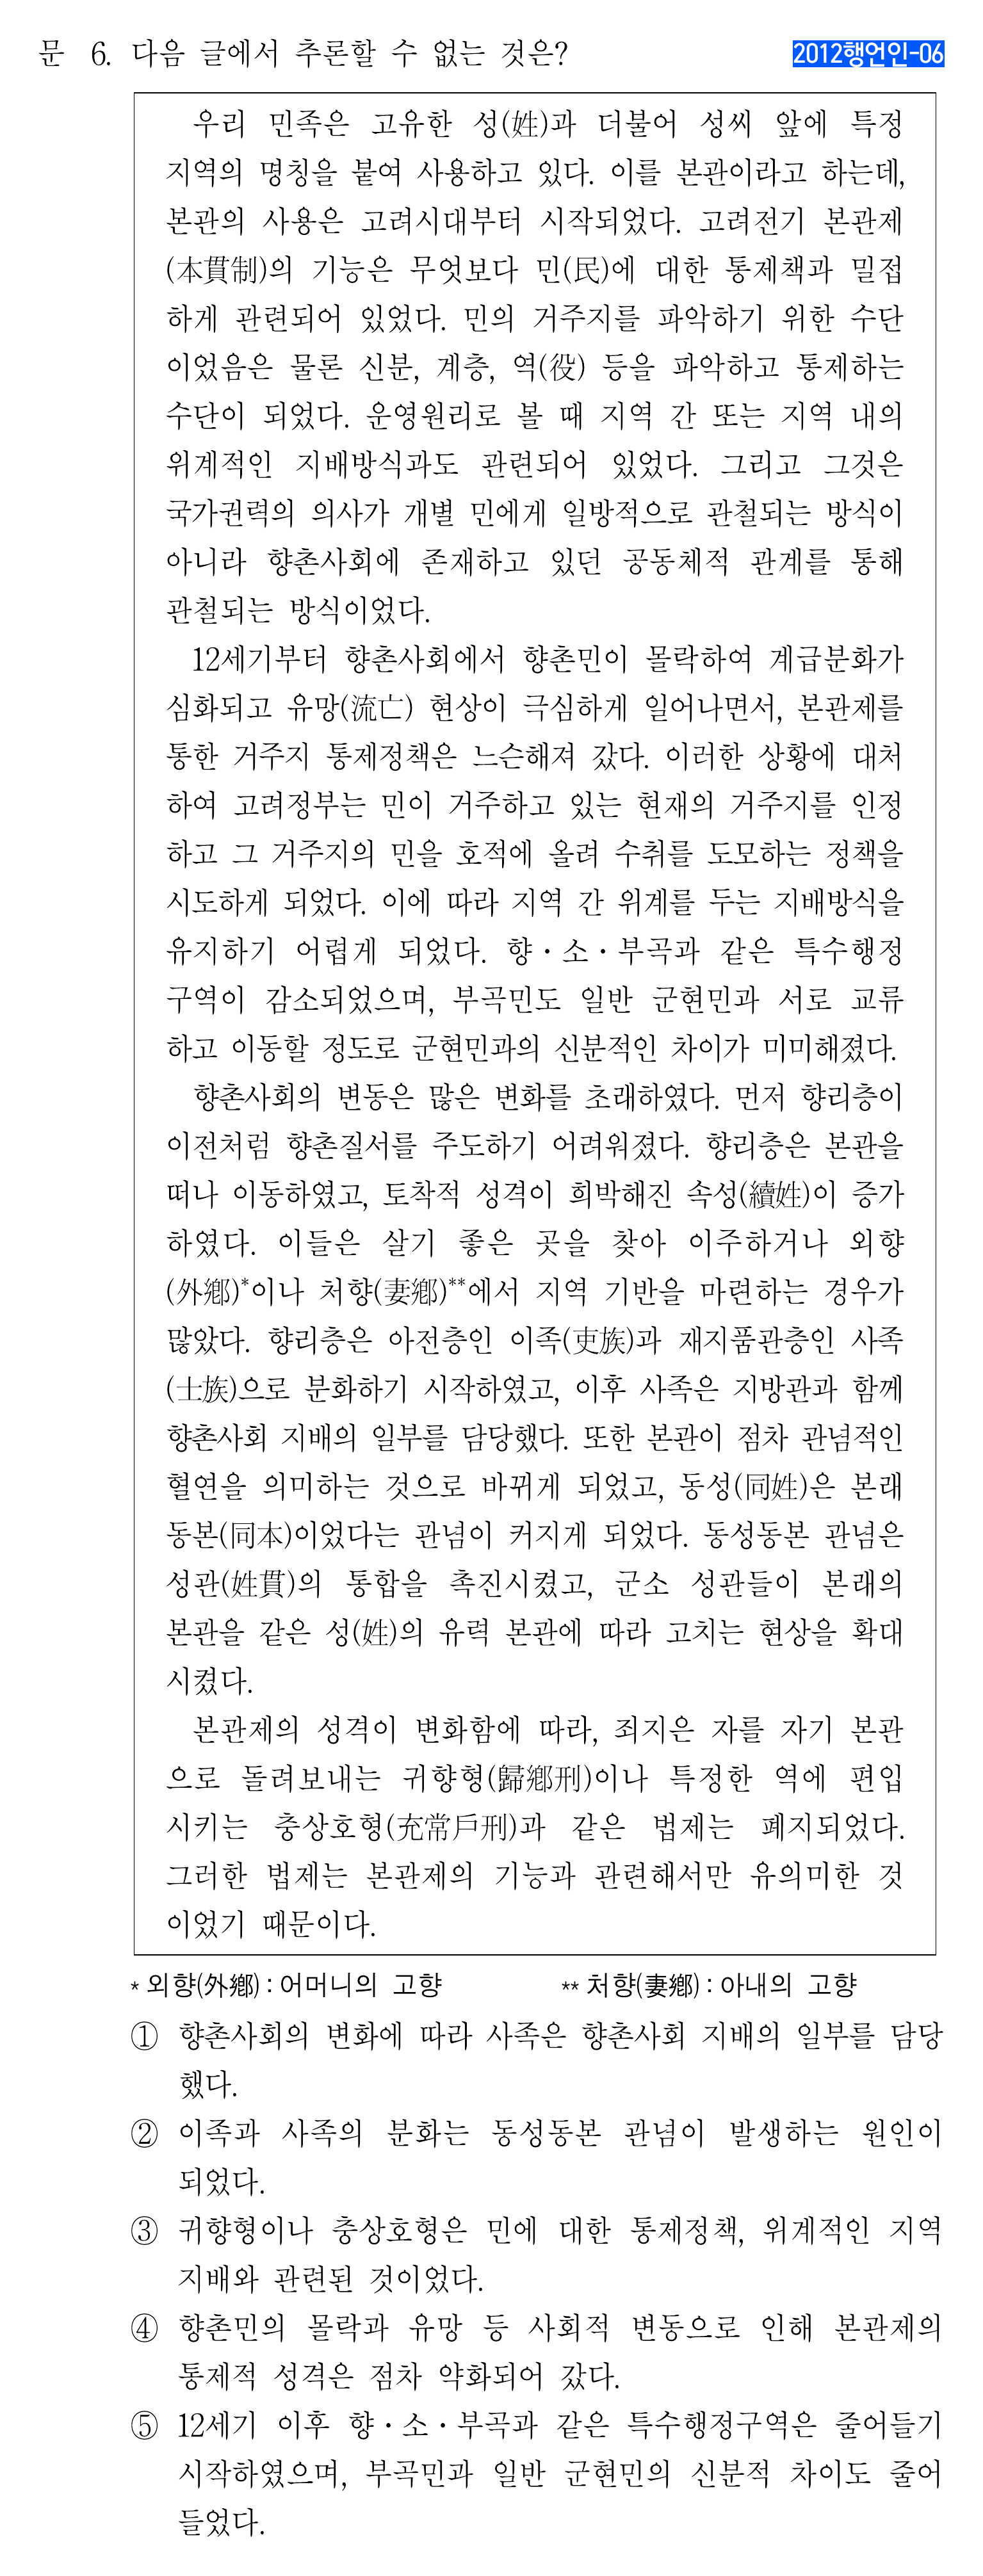 문 6. 다음 글에서 추론할 수 없는 것은?
2012행언인-06
우리 민족은 고유한 성(姓)과 더불어 성씨 앞에 특정
지역의 명칭을 붙여 사용하고 있다. 이를 본관이라고 하는데,
본관의 사용은 고려시대부터 시작되었다. 고려전기 본관제
(本貫制)의 기능은 무엇보다 민(民)에 대한 통제책과 밀접
하게 관련되어 있었다. 민의 거주지를 파악하기 위한 수단
이었음은 물론 신분, 계층, 역(役) 등을 파악하고 통제하는
수단이 되었다. 운영원리로 볼 때 지역 간 또는 지역 내의
위계적인 지배방식과도 관련되어 있었다. 그리고 그것은
국가권력의 의사가 개별 민에게 일방적으로 관철되는 방식이
아니라 향촌사회에 존재하고 있던 공동체적 관계를 통해
관철되는 방식이었다.
12세기부터 향촌사회에서 향촌민이 몰락하여 계급분화가
심화되고 유망(流亡) 현상이 극심하게 일어나면서, 본관제를
통한 거주지 통제정책은 느슨해져 갔다. 이러한 상황에 대처
하여 고려정부는 민이 거주하고 있는 현재의 거주지를 인정
하고 그 거주지의 민을 호적에 올려 수취를 도모하는 정책을
시도하게 되었다. 이에 따라 지역 간 위계를 두는 지배방식을
유지하기 어렵게 되었다. 향·소·부곡과 같은 특수행정
구역이 감소되었으며, 부곡민도 일반 군현민과 서로 교류
하고 이동할 정도로 군현민과의 신분적인 차이가 미미해졌다.
향촌사회의 변동은 많은 변화를 초래하였다. 먼저 향리층이
이전처럼 향촌질서를 주도하기 어려워졌다. 향리층은 본관을
떠나 이동하였고, 토착적 성격이 희박해진 속성(續姓)이 증가
하였다. 이들은 살기 좋은 곳을 찾아 이주하거나 외향
(外鄕)*이나 처향(妻鄕)**에서 지역 기반을 마련하는 경우가
많았다. 향리층은 아전층인 이족(吏族)과 재지품관층인 사족
(士族)으로 분화하기 시작하였고, 이후 사족은 지방관과 함께
향촌사회 지배의 일부를 담당했다. 또한 본관이 점차 관념적인
혈연을 의미하는 것으로 바뀌게 되었고, 동성(同姓)은 본래
동본(同本)이었다는 관념이 커지게 되었다. 동성동본 관념은
성관(姓貫)의 통합을 촉진시켰고, 군소 성관들이 본래의
본관을 같은 성(姓)의 유력 본관에 따라 고치는 현상을 확대
시켰다.
본관제의 성격이 변화함에 따라, 죄지은 자를 자기 본관
으로 돌려보내는 귀향형(歸鄕刑)이나 특정한 역에 편입
시키는 충상호형(充常戶刑)과 같은 법제는 폐지되었다.
그러한 법제는 본관제의 기능과 관련해서만 유의미한 것
이었기 때문이다.
* 외향(外鄕) : 어머니의 고향 ** 처향(妻鄕) : 아내의 고향
① 향촌사회의 변화에 따라 사족은 향촌사회 지배의 일부를 담당
했다.
② 이족과 사족의 분화는 동성동본 관념이 발생하는 원인이
되었다.
③ 귀향형이나 충상호형은 민에 대한 통제정책, 위계적인 지역
지배와 관련된 것이었다.
④ 향촌민의 몰락과 유망 등 사회적 변동으로 인해 본관제의
통제적 성격은 점차 약화되어 갔다.
⑤ 12세기 이후 향·소·부곡과 같은 특수행정구역은 줄어들기
시작하였으며, 부곡민과 일반 군현민의 신분적 차이도 줄어
들었다.